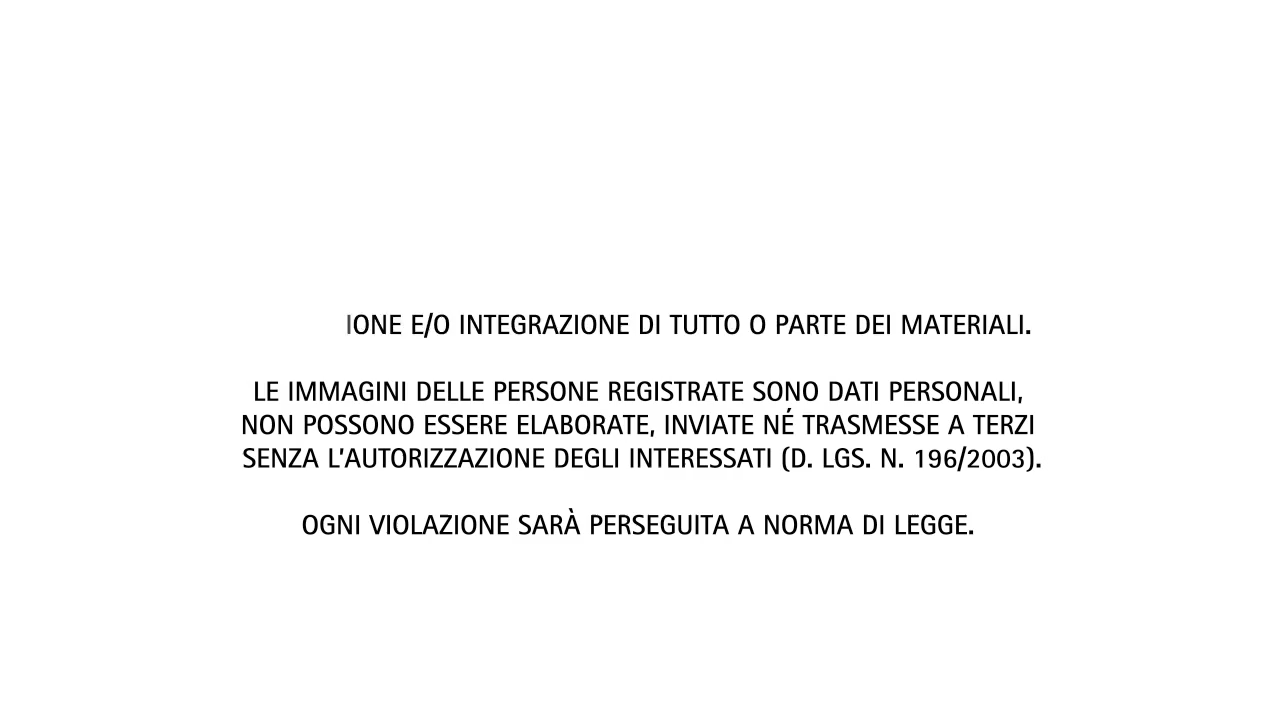 IONE E/O INTEGRAZIONE DI TUTTO O PARTE DEI MATERIALI.
LE IMMAGINI DELLE PERSONE REGISTRATE SONO DATI PERSONALI,
NON POSSONO ESSERE ELABORATE, INVIATE NÉ TRASMESSE A TERZI
SENZA L'AUTORIZZAZIONE DEGLI INTERESSATI (D. LGS. N. 196/2003).
OGNI VIOLAZIONE SARÀ PERSEGUITA A NORMA DI LEGGE.